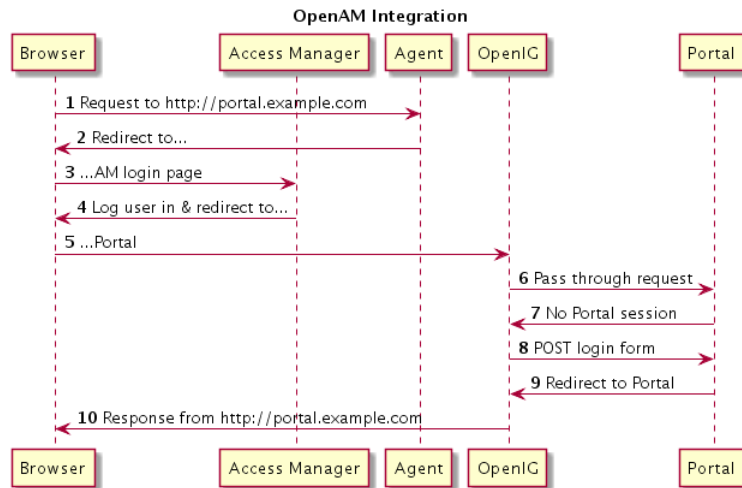 OpenAM Integration
Browser Access Manager Agent OpenIG Portal
1 Request to http://portal.example.com
2 Redirect to...
3 ...AM login page
4 Log user in & redirect to...
5 ...Portal
6 Pass through request
7 No Portal session
8 POST login form
9 Redirect to Portal
10 Response from http://portal.example.com
Browser Access Manager Agent OpenIG Portal